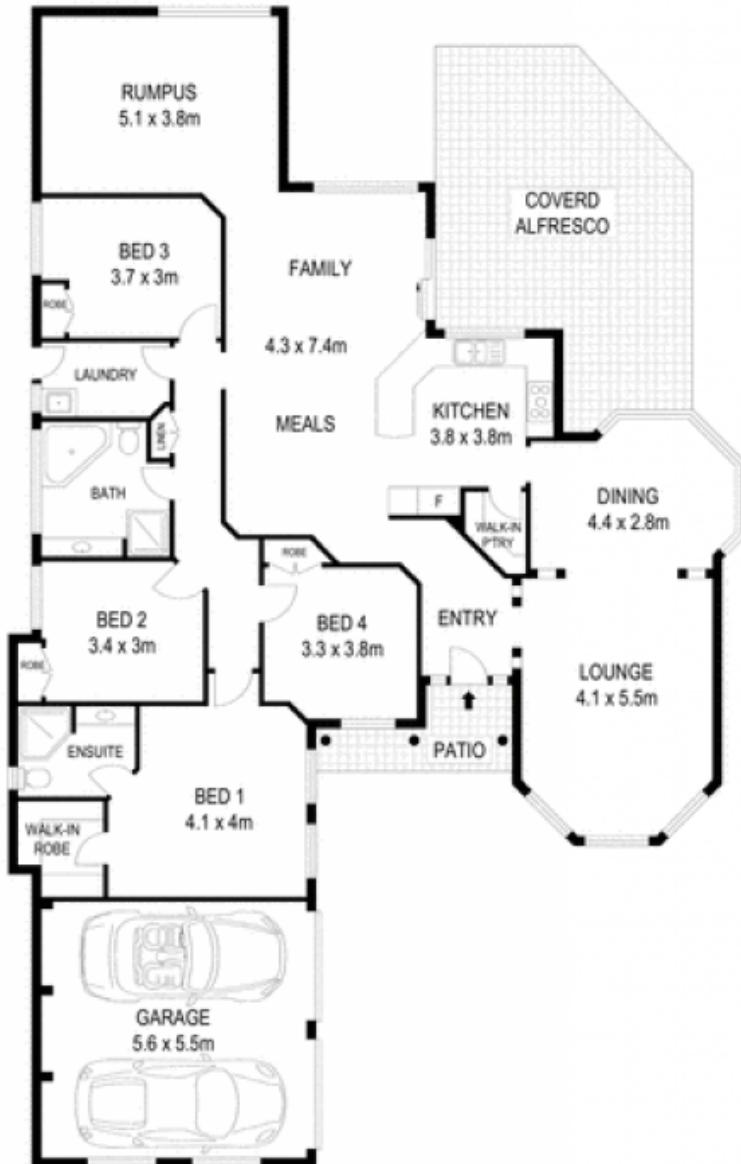 RUMPUS
5.1 x 3.8m
COVERD
ALFRESCO
BED 3
3.7 x 3m
FAMILY
ROBE
4.3 x 7.4m
LAUNDRY
KITCHEN
3.8 x 3.8m
MEALS
LINEN
BATH
F
DINING
4.4 x 2.8m
WALK-IN
P'TRY
ROBE
BED 2
3.4 x 3m
BED 4
3.3 x 3.8m
ENTRY
ROBE
LOUNGE
4.1 x 5.5m
ENSUITE
PATIO
BED 1
4.1 x 4m
WALK-IN
ROBE
GARAGE
5.6 x 5.5m